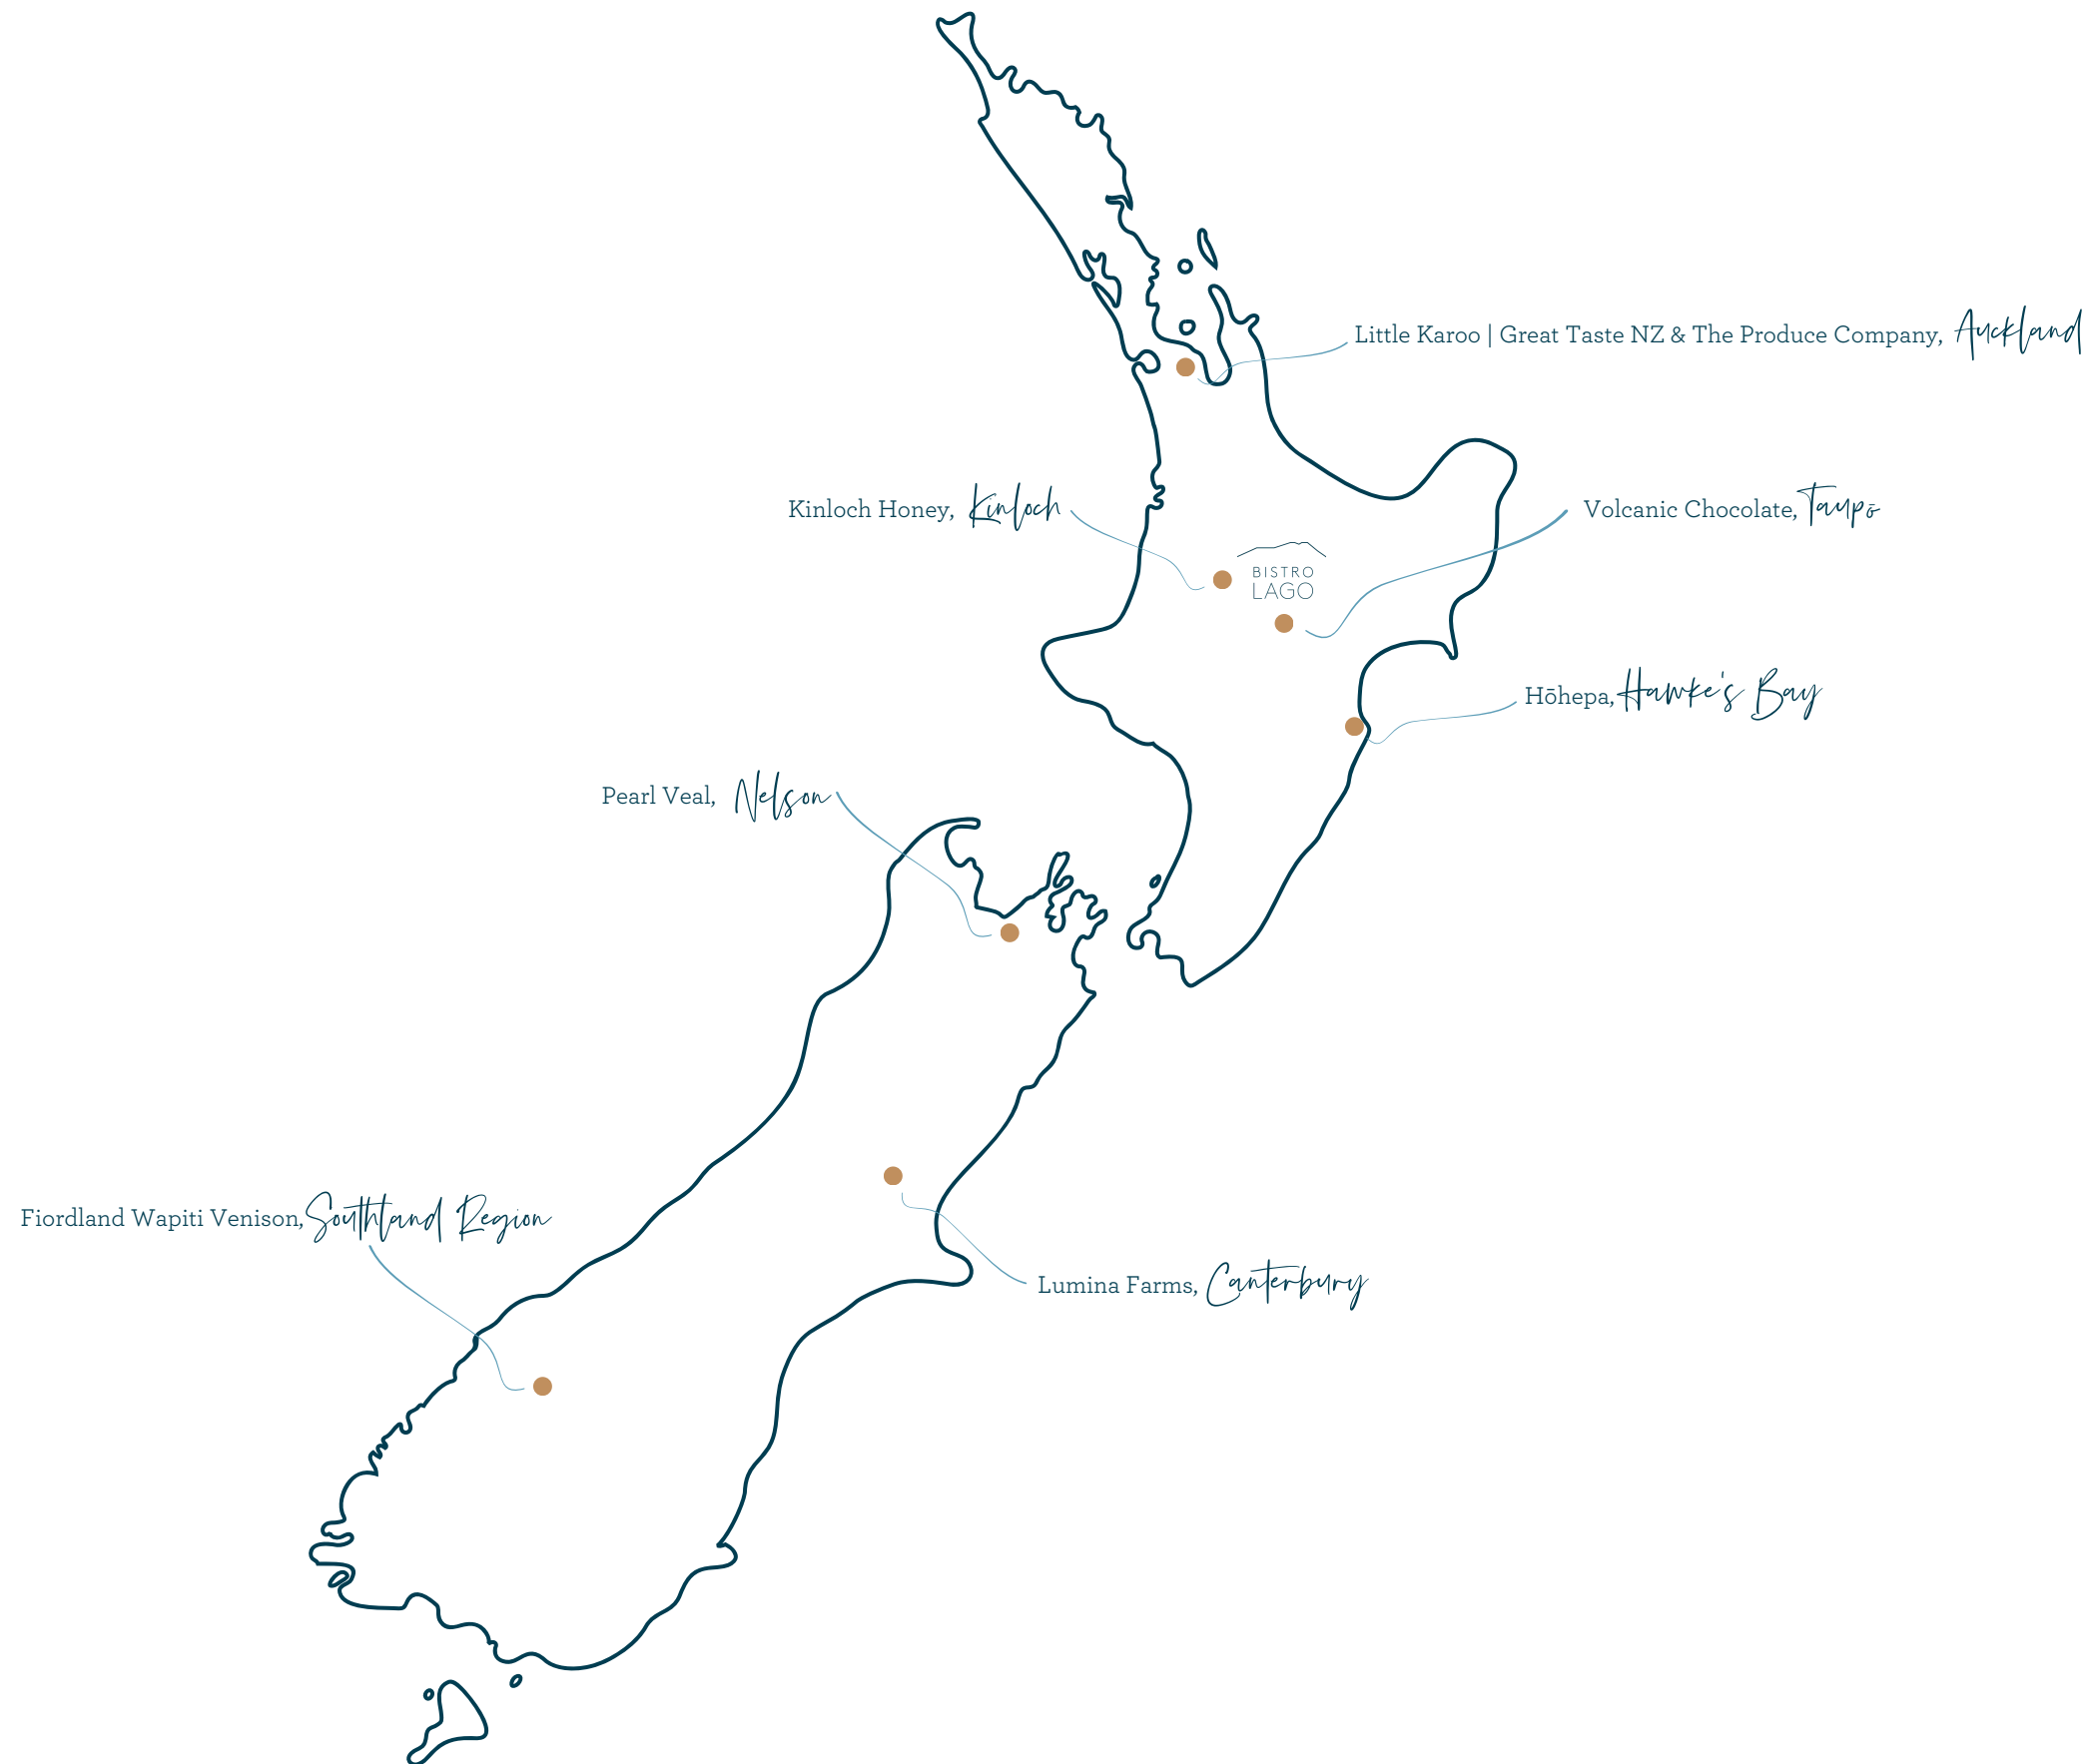 Little Karoo | Great Taste NZ & The Produce Company, Auckland
Kinloch Honey, Kinloch
Volcanic Chocolate, Taupō
BISTRO
LAGO
Hōhepa, Hawke's Bay
Pearl Veal, Nelson
Fiordland Wapiti Venison, Southland Region
Lumina Farms, Canterbury